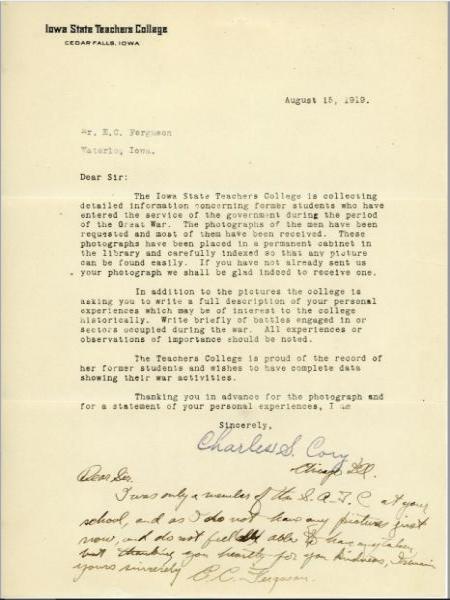 Iowa State Teachers College
CEDAR FALLS, IOWA
August 15, 1919.
Mr. E.C. Ferguson
Waterloo, Iowa.
Dear Sir:
The Iowa State Teachers College is collecting
detailed information concerning former students who have
entered the service of the government during the period
of the Great War. The photographs of the men have been
requested and most of them have been received. These
photographs have been placed in a permanent cabinet in
the library and carefully indexed so that any picture
can be found easily. If you have not already sent us
your photograph we shall be glad indeed to receive one.
In addition to the pictures the college is
asking you to write a full description of your personal
experiences which may be of interest to the college
historically. Write briefly of battles engaged in or
sectors occupied during the war. All experiences or
observations of importance should be noted.
The Teachers College is proud of the record of
her former students and wishes to have complete data
showing their war activities.
Thanking you in advance for the photograph and
for a statement of your personal experiences, I am
Sincerely,
Charles S. Cory
Chicago Ill.
Dear Sir.
I was only a member of the S.A.T.C at your
school, and as I do not have any pictures just
now, and do not feel able to have any taken,
but thanking you heartily for your kindness, I remain
yours sincerely C.C. Ferguson.